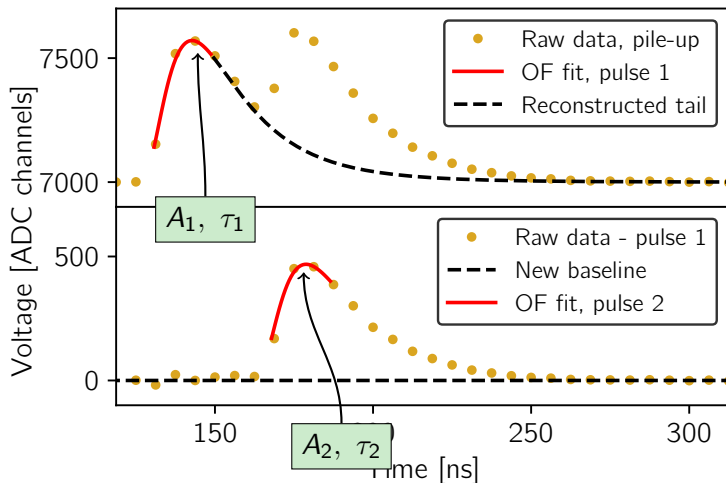 Voltage [ADC channels]
7500
7000
Raw data, pile-up
OF fit, pulse 1
Reconstructed tail
A₁, τ₁
500
0
Raw data - pulse 1
New baseline
OF fit, pulse 2
A₂, τ₂
150
250
300
Time [ns]